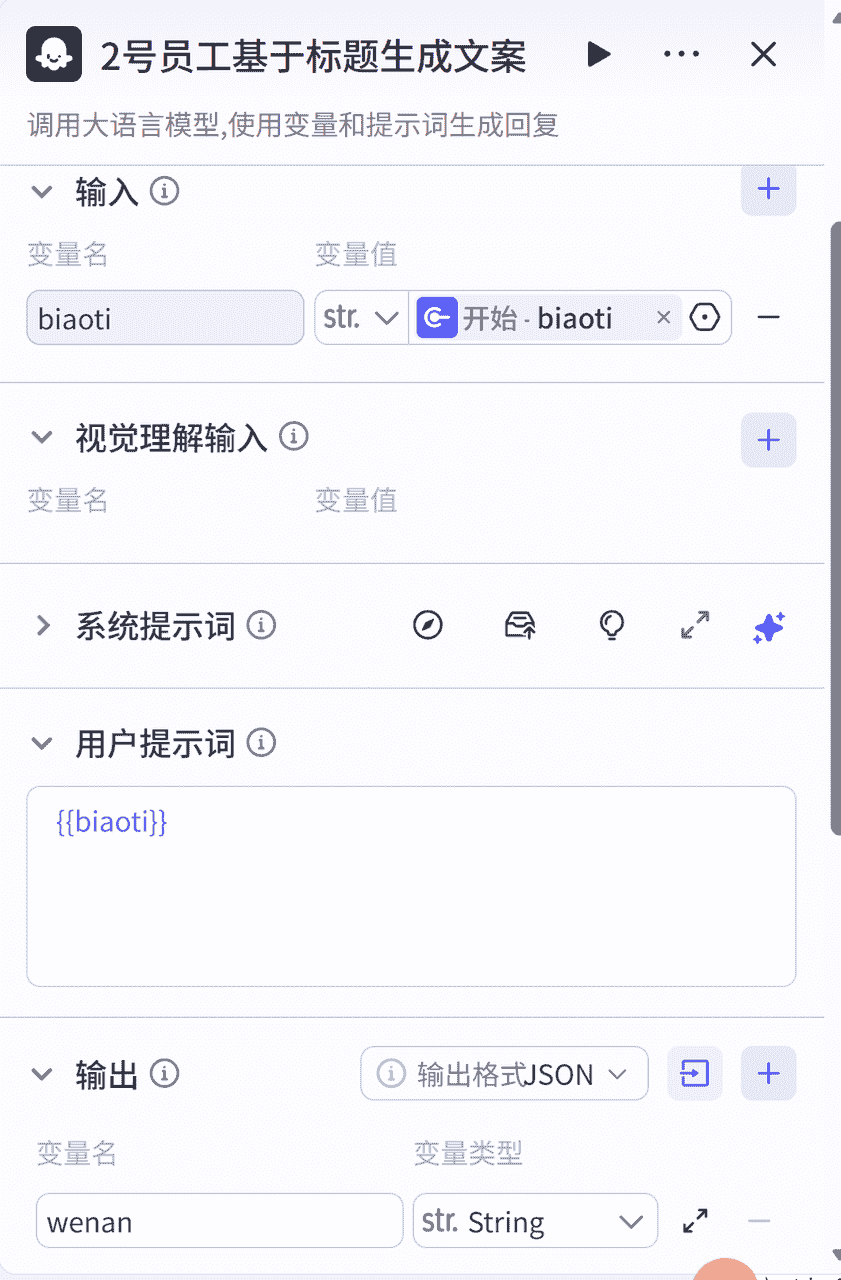 2号员工基于标题生成文案
调用大语言模型,使用变量和提示词生成回复
输入
变量名 变量值
biaoti str. 开始 - biaoti
视觉理解输入
变量名 变量值
系统提示词
用户提示词
{{biaoti}}
输出 输出格式JSON
变量名 变量类型
wenan str. String